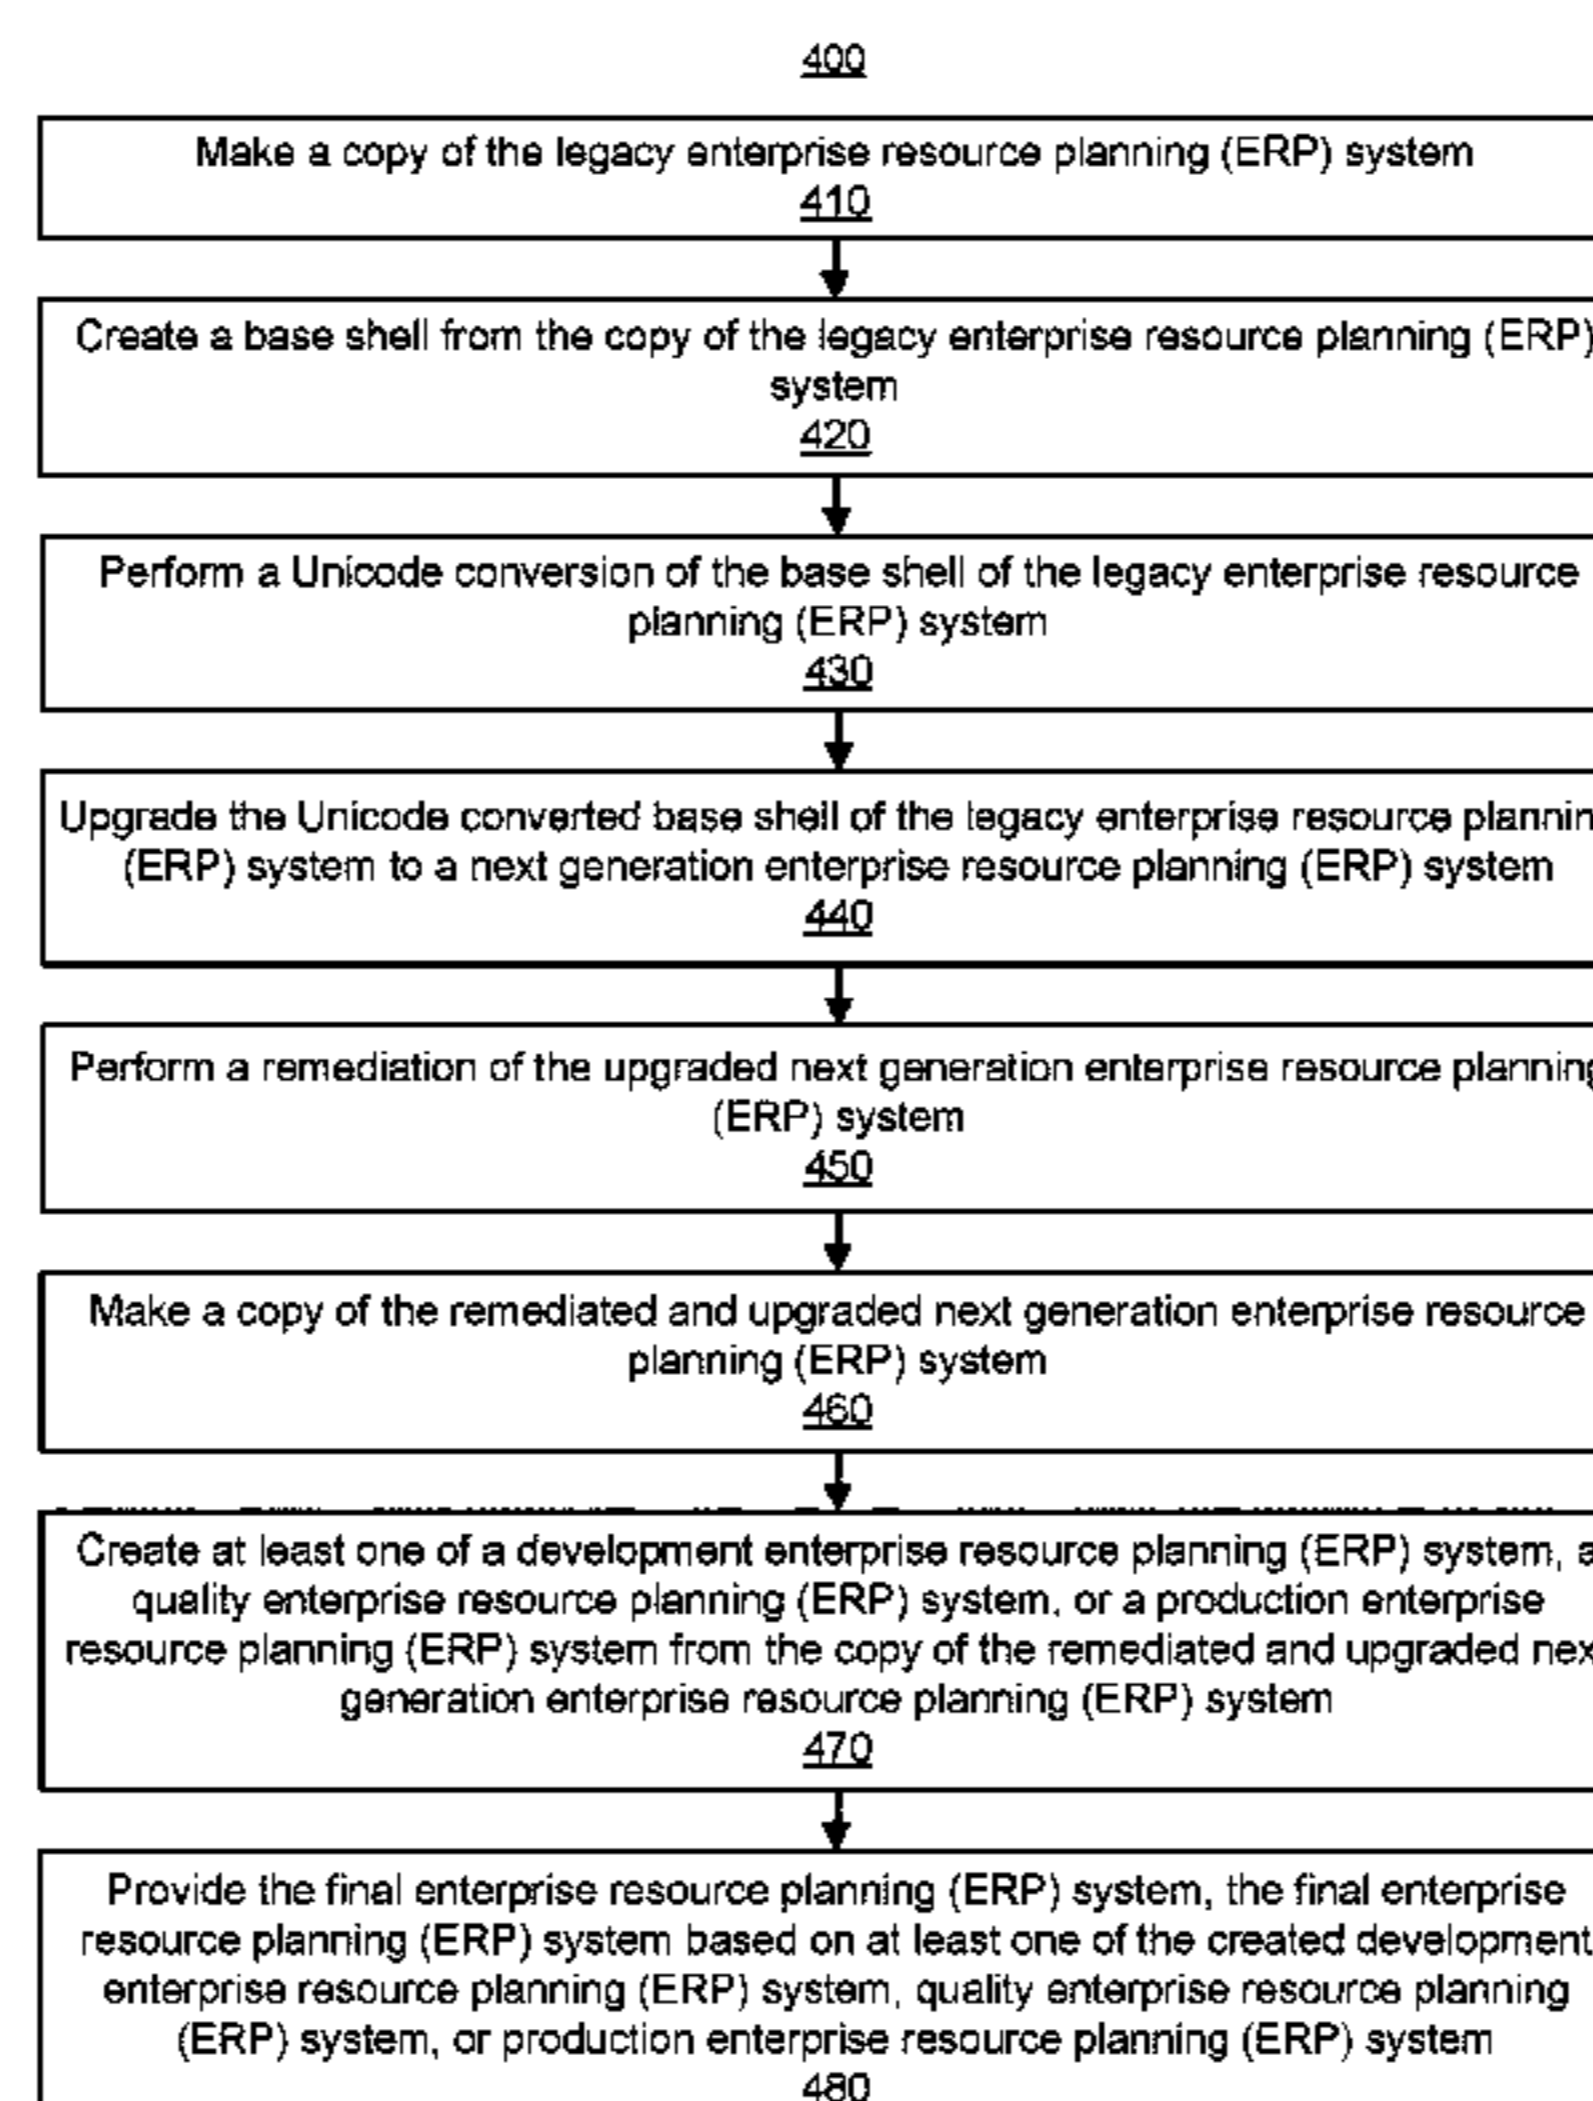 400
Make a copy of the legacy enterprise resource planning (ERP) system
410
Create a base shell from the copy of the legacy enterprise resource planning (ERP)
system
420
Perform a Unicode conversion of the base shell of the legacy enterprise resource
planning (ERP) system
430
Upgrade the Unicode converted base shell of the legacy enterprise resource plannin
(ERP) system to a next generation enterprise resource planning (ERP) system
440
Perform a remediation of the upgraded next generation enterprise resource planning
(ERP) system
450
Make a copy of the remediated and upgraded next generation enterprise resource
planning (ERP) system
460
Create at least one of a development enterprise resource planning (ERP) system, a
quality enterprise resource planning (ERP) system, or a production enterprise
resource planning (ERP) system from the copy of the remediated and upgraded nex
generation enterprise resource planning (ERP) system
470
Provide the final enterprise resource planning (ERP) system, the final enterprise
resource planning (ERP) system based on at least one of the created development
enterprise resource planning (ERP) system, quality enterprise resource planning
(ERP) system, or production enterprise resource planning (ERP) system
480